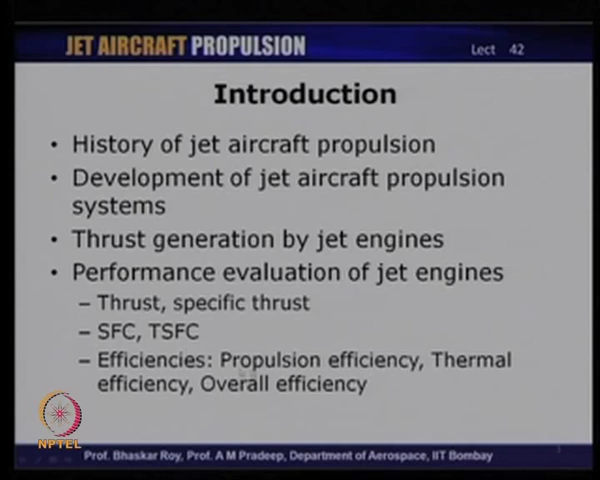 JET AIRCRAFT PROPULSION
Lect 42
Introduction
• History of jet aircraft propulsion
• Development of jet aircraft propulsion
systems
• Thrust generation by jet engines
• Performance evaluation of jet engines
– Thrust, specific thrust
– SFC, TSFC
– Efficiencies: Propulsion efficiency, Thermal
efficiency, Overall efficiency
NPTEL
Prof. Bhaskar Roy, Prof. A M Pradeep, Department of Aerospace, IIT Bombay